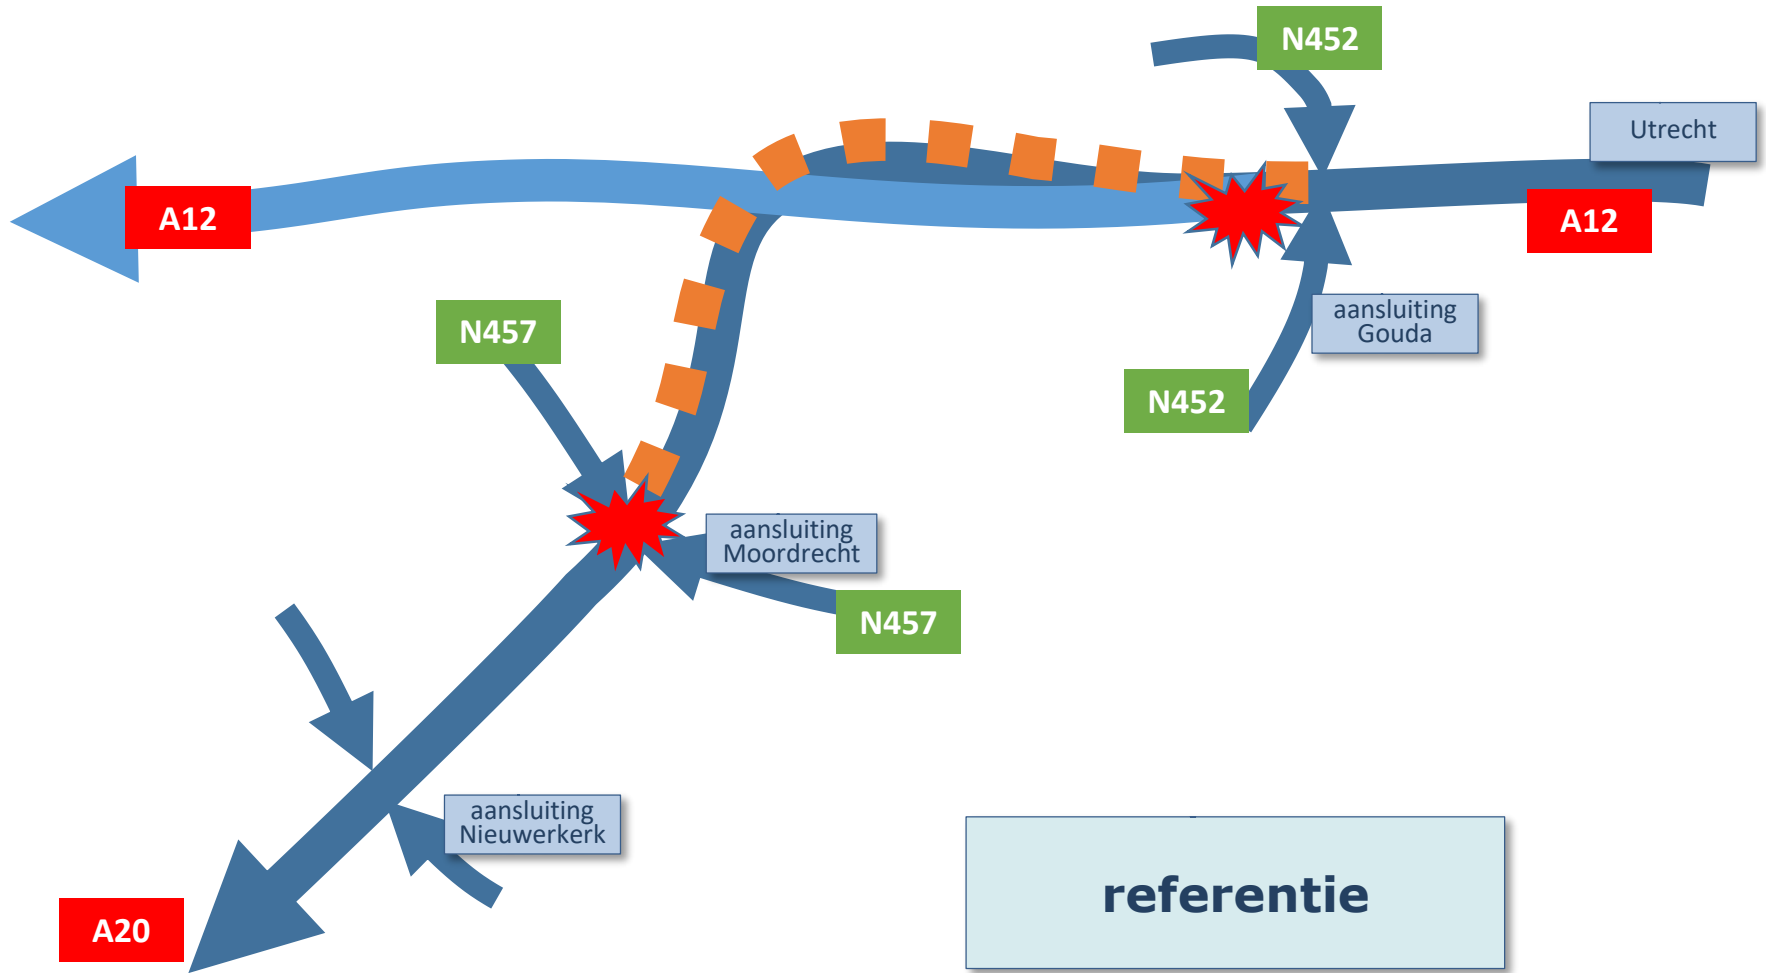 N452
Utrecht
A12
A12
aansluiting
Gouda
N457
N452
aansluiting
Moordrecht
N457
aansluiting
Nieuwerkerk
referentie
A20